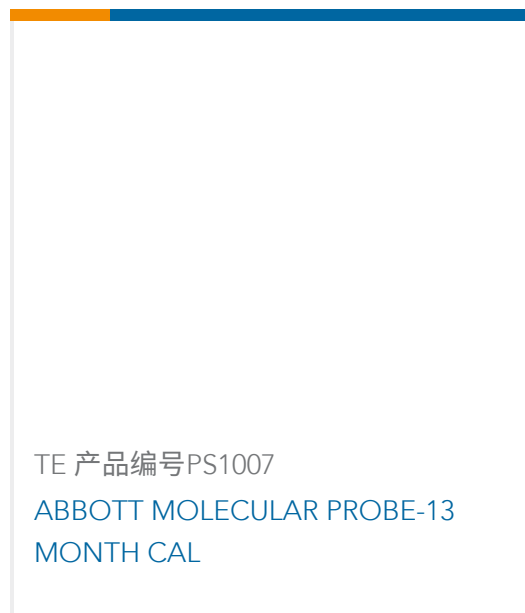 TE 产品编号PS1007
ABBOTT MOLECULAR PROBE-13
MONTH CAL